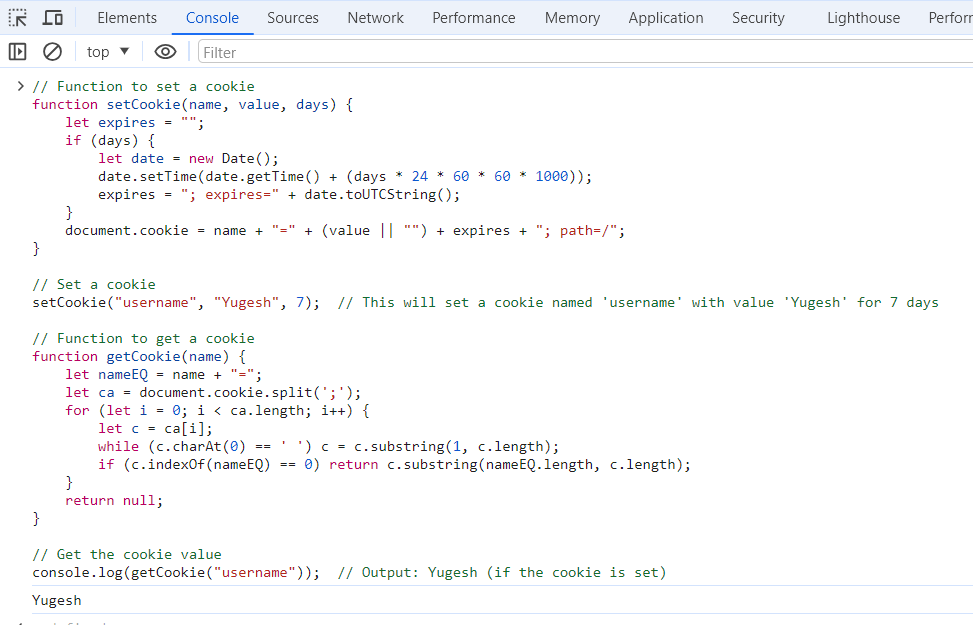 Elements Console Sources Network Performance Memory Application Security Lighthouse Perfor
top Filter
// Function to set a cookie
function setCookie(name, value, days) {
    let expires = "";
    if (days) {
        let date = new Date();
        date.setTime(date.getTime() + (days * 24 * 60 * 60 * 1000));
        expires = "; expires=" + date.toUTCString();
    }
    document.cookie = name + "=" + (value || "") + expires + "; path=/";
}
// Set a cookie
setCookie("username", "Yugesh", 7);  // This will set a cookie named 'username' with value 'Yugesh' for 7 days
// Function to get a cookie
function getCookie(name) {
    let nameEQ = name + "=";
    let ca = document.cookie.split(';');
    for (let i = 0; i < ca.length; i++) {
        let c = ca[i];
        while (c.charAt(0) == ' ') c = c.substring(1, c.length);
        if (c.indexOf(nameEQ) == 0) return c.substring(nameEQ.length, c.length);
    }
    return null;
}
// Get the cookie value
console.log(getCookie("username"));  // Output: Yugesh (if the cookie is set)
Yugesh